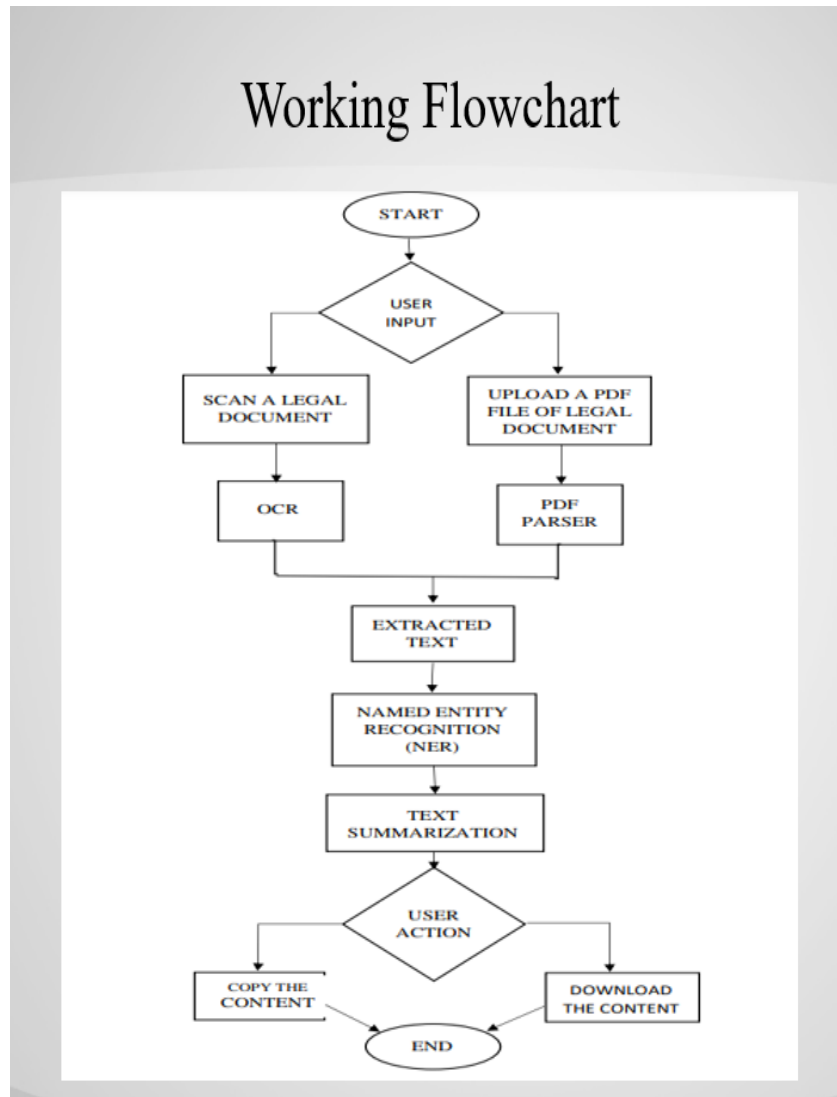 Working Flowchart
START
USER
INPUT
SCAN A LEGAL
DOCUMENT
UPLOAD A PDF
FILE OF LEGAL
DOCUMENT
OCR
PDF
PARSER
EXTRACTED
TEXT
NAMED ENTITY
RECOGNITION
(NER)
TEXT
SUMMARIZATION
USER
ACTION
COPY THE
CONTENT
DOWNLOAD
THE CONTENT
END